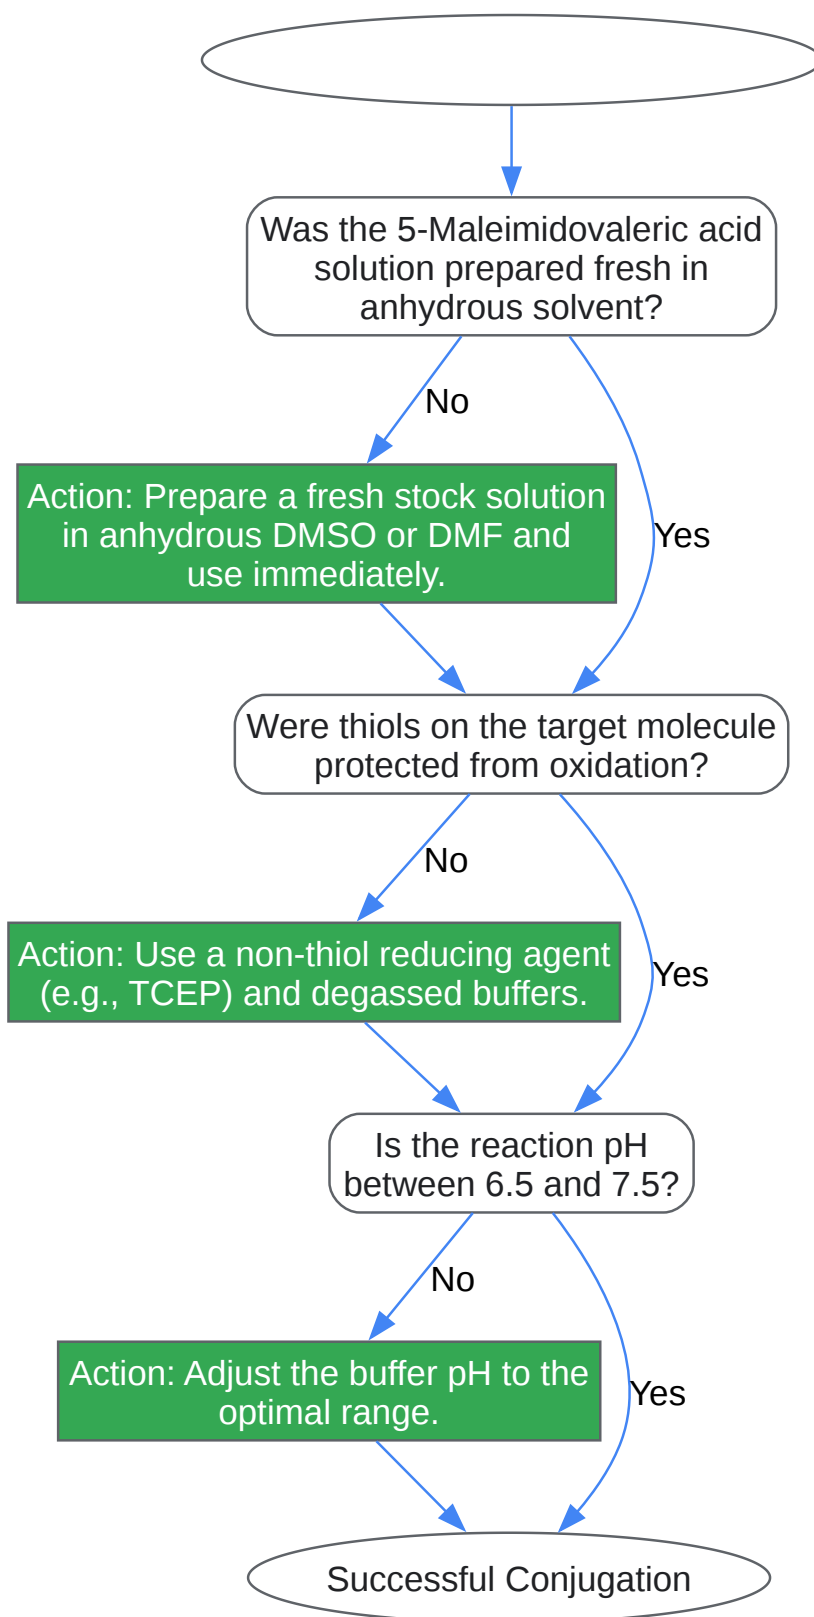 Was the 5-Maleimidovaleric acid
solution prepared fresh in
anhydrous solvent?
No
Action: Prepare a fresh stock solution
in anhydrous DMSO or DMF and
use immediately.
Yes
Were thiols on the target molecule
protected from oxidation?
No
Action: Use a non-thiol reducing agent
(e.g., TCEP) and degassed buffers.
Yes
Is the reaction pH
between 6.5 and 7.5?
No
Action: Adjust the buffer pH to the
optimal range.
Yes
Successful Conjugation